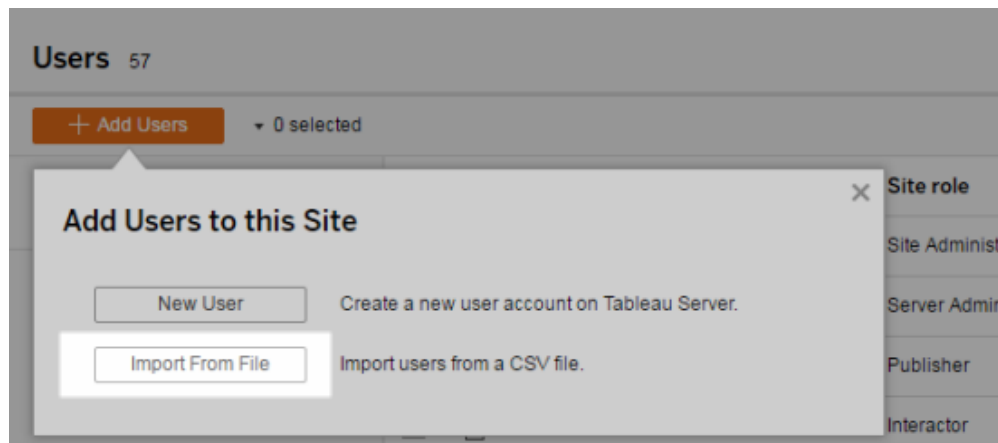 Users 57
+ Add Users 0 selected
Site role
Add Users to this Site
Site Administ
New User Create a new user account on Tableau Server.
Server Admin
Import From File Import users from a CSV file.
Publisher
Interactor